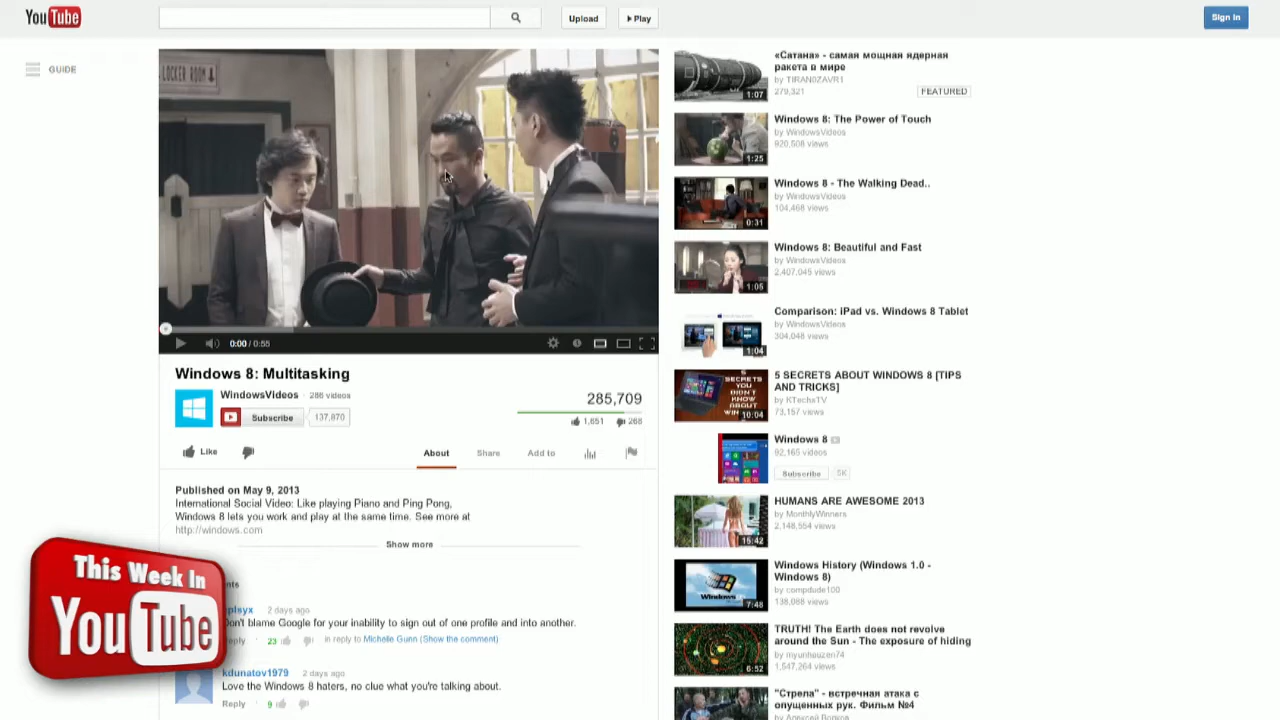 YouTube
Upload
Play
Sign in
GUIDE
LOCKER ROOM
0:00 / 0:55
Windows 8: Multitasking
WindowsVideos · 286 videos
Subscribe
137,870
285,709
1,651
268
Like
About
Share
Add to
Published on May 9, 2013
International Social Video: Like playing Piano and Ping Pong,
Windows 8 lets you work and play at the same time. See more at
http://windows.com
Show more
plsyx 2 days ago
Don't blame Google for your inability to sign out of one profile and into another.
23
in reply to Michelle Gunn (Show the comment)
kdunatov1979 2 days ago
Love the Windows 8 haters, no clue what you're talking about.
Reply · 9
This Week In
YouTube
«Сатана» - самая мощная ядерная
ракета в мире
by TIRANOZAVR1
279,321
FEATURED
1:07
Windows 8: The Power of Touch
by WindowsVideos
920,508 views
1:25
Windows 8 - The Walking Dead..
by WindowsVideos
104,468 views
0:31
Windows 8: Beautiful and Fast
by WindowsVideos
2,407,045 views
1:05
Comparison: iPad vs. Windows 8 Tablet
by WindowsVideos
304,048 views
1:04
5 SECRETS ABOUT WINDOWS 8 [TIPS
AND TRICKS]
by KTechsTV
73,157 views
10:04
Windows 8
92,165 videos
Subscribe
5K
HUMANS ARE AWESOME 2013
by MonthlyWinners
2,148,554 views
15:42
Windows History (Windows 1.0 -
Windows 8)
by compdude100
138,068 views
7:48
TRUTH! The Earth does not revolve
around the Sun - The exposure of hiding
by myunhauzen74
1,547,264 views
6:52
"Стрела" - встречная атака с
опущенных рук. Фильм №4